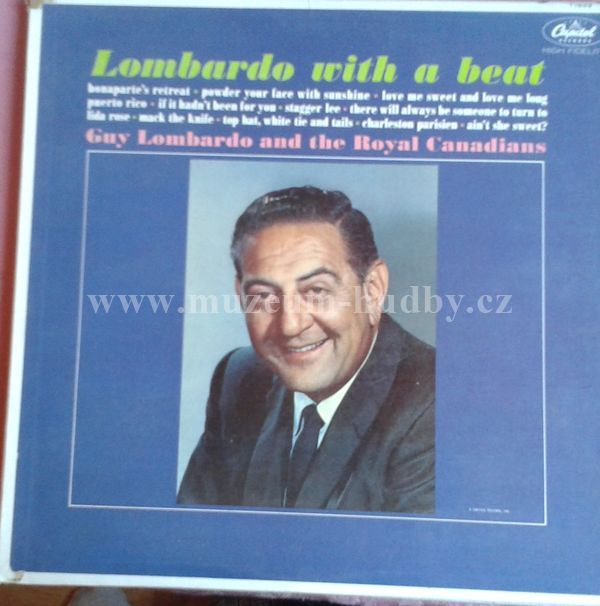 Capitol
RECORDS
HIGH FIDELITY
Lombardo with a beat
bonaparte's retreat • powder your face with sunshine • love me sweet and love me long
puerto rico • if it hadn't been for you • stagger lee • there will always be someone to turn to
lida rose • mack the knife • top hat, white tie and tails • charleston parisien • ain't she sweet?
Guy Lombardo and the Royal Canadians
www.muzeum-hudby.cz